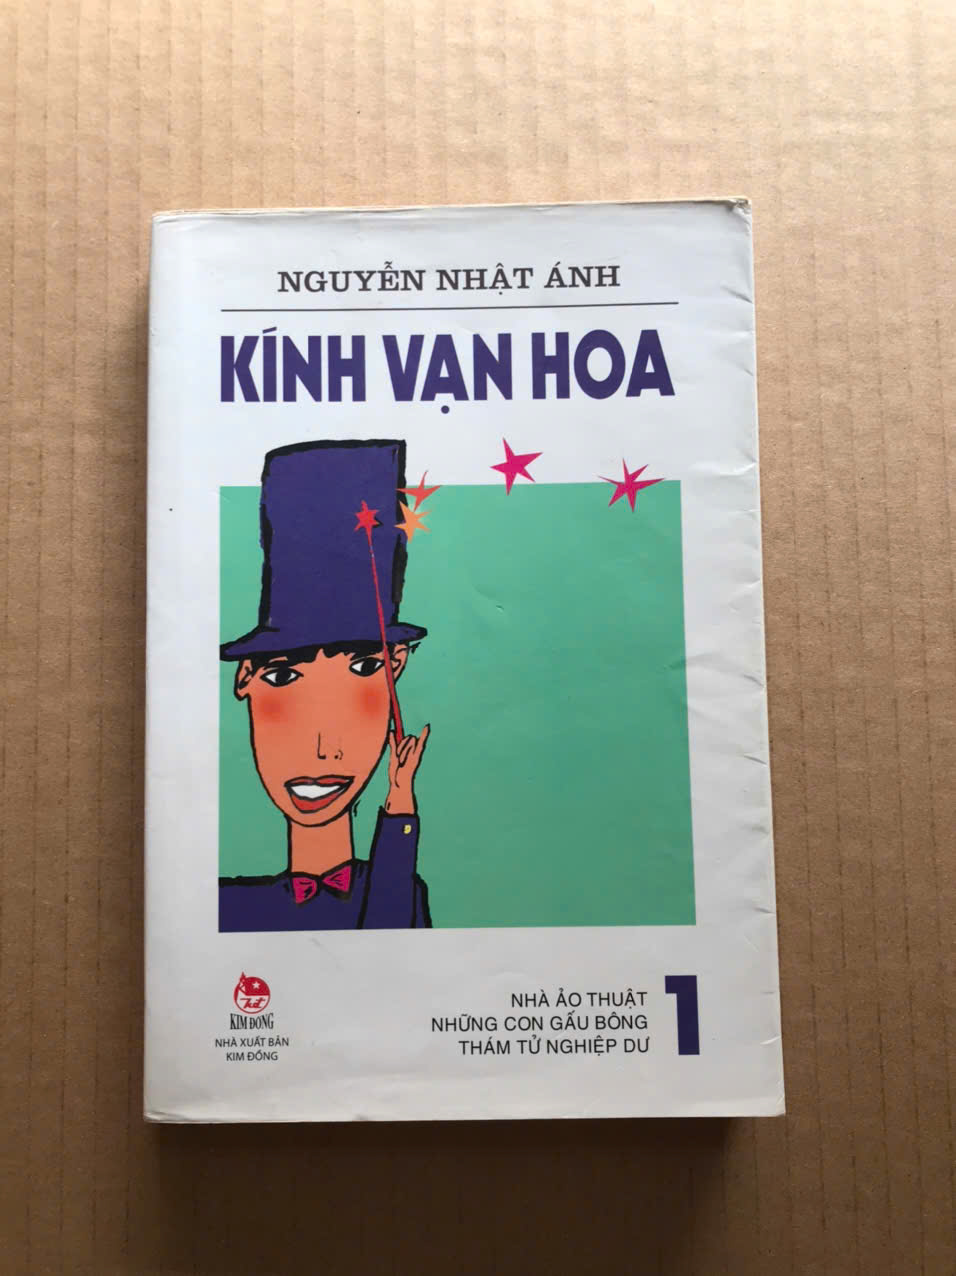 NGUYỄN NHẬT ÁNH
KÍNH VẠN HOA
NHÀ ẢO THUẬT
NHỮNG CON GẤU BÔNG
THÁM TỬ NGHIỆP DƯ
1
KIM ĐỒNG
NHÀ XUẤT BẢN
KIM ĐỒNG